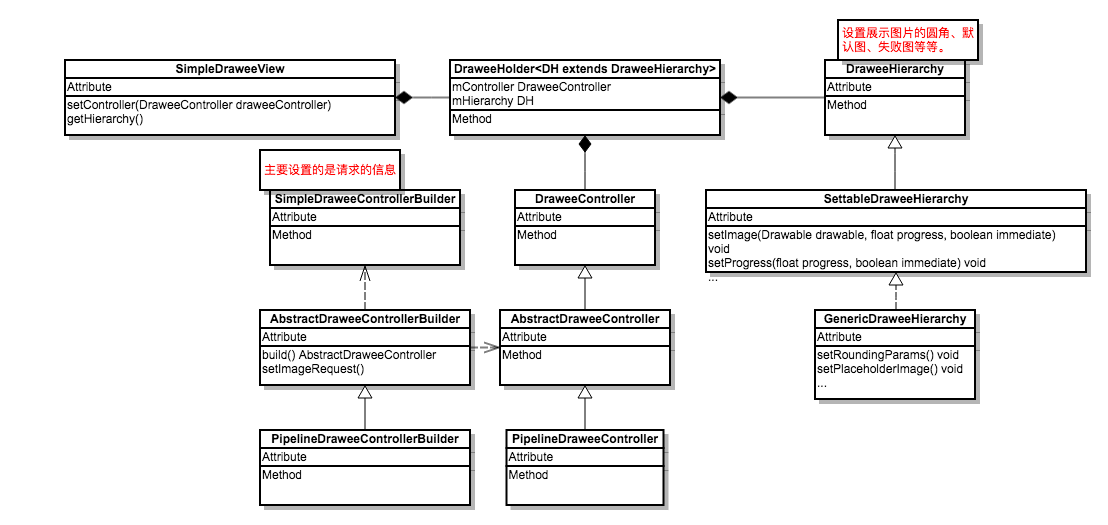 设置展示图片的圆角、默
认图、失败图等等。
SimpleDraweeView
Attribute
setController(DraweeController draweeController)
getHierarchy()
DraweeHolder<DH extends DraweeHierarchy>
mController DraweeController
mHierarchy DH
Method
DraweeHierarchy
Attribute
Method
主要设置的是请求的信息
SimpleDraweeControllerBuilder
Attribute
Method
DraweeController
Attribute
Method
SettableDraweeHierarchy
Attribute
setImage(Drawable drawable, float progress, boolean immediate)
void
setProgress(float progress, boolean immediate) void
...
AbstractDraweeControllerBuilder
Attribute
build() AbstractDraweeController
setImageRequest()
AbstractDraweeController
Attribute
Method
GenericDraweeHierarchy
Attribute
setRoundingParams() void
setPlaceholderImage() void
...
PipelineDraweeControllerBuilder
Attribute
Method
PipelineDraweeController
Attribute
Method